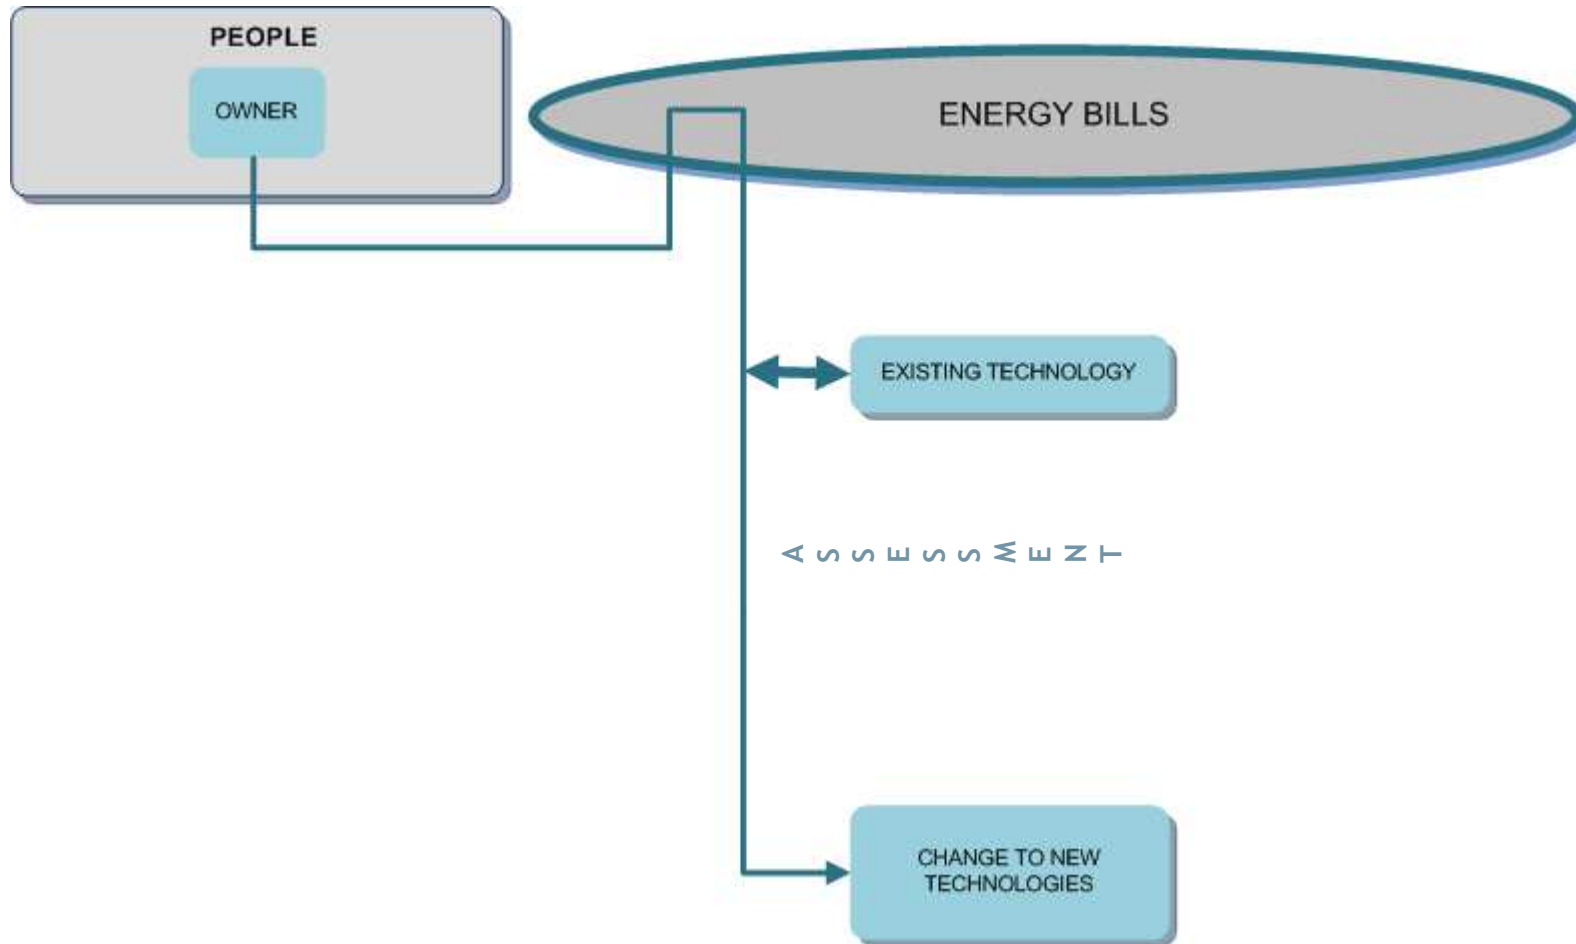 PEOPLE
OWNER
ENERGY BILLS
EXISTING TECHNOLOGY
ASSESSMENT
CHANGE TO NEW
TECHNOLOGIES